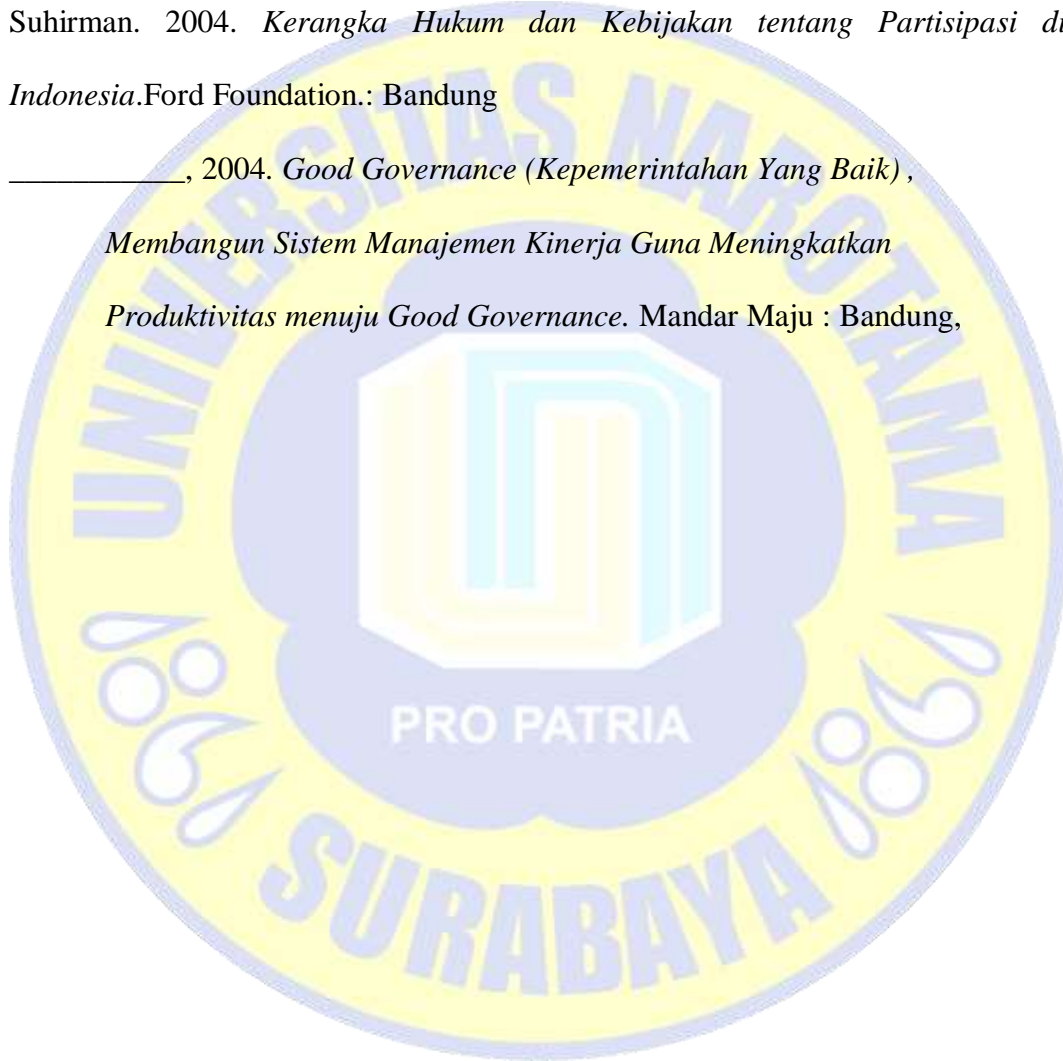 Suhirman. 2004. Kerangka Hukum dan Kebijakan tentang Partisipasi di
Indonesia.Ford Foundation.: Bandung
___________, 2004. Good Governance (Kepemerintahan Yang Baik) ,
Membangun Sistem Manajemen Kinerja Guna Meningkatkan
Produktivitas menuju Good Governance. Mandar Maju : Bandung,
UNIVERSITAS NAROTAMA
PRO PATRIA
SURABAYA